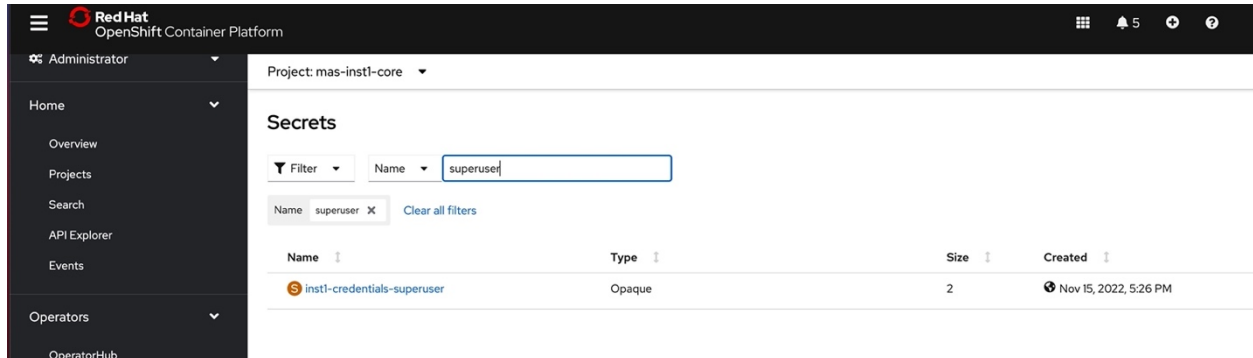 Red Hat
OpenShift Container Platform
5
Administrator
Project: mas-inst1-core
Home
Overview
Projects
Search
API Explorer
Events
Operators
OperatorHub
Secrets
Filter Name superuser
Name superuser Clear all filters
Name Type Size Created
S inst1-credentials-superuser Opaque 2 Nov 15, 2022, 5:26 PM